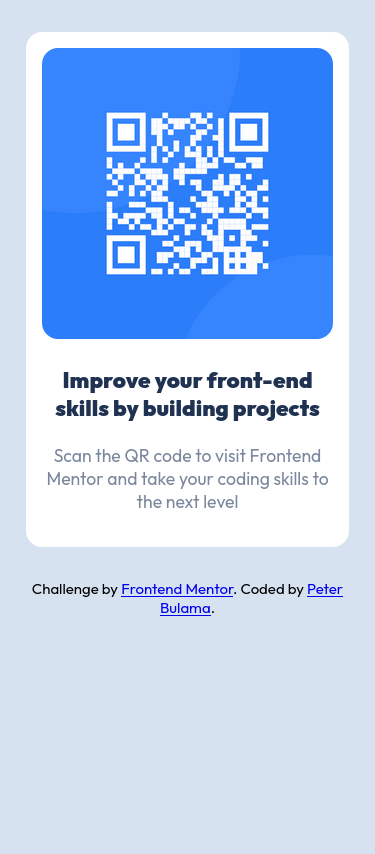 Improve your front-end
skills by building projects
Scan the QR code to visit Frontend
Mentor and take your coding skills to
the next level
Challenge by Frontend Mentor. Coded by Peter
Bulama.